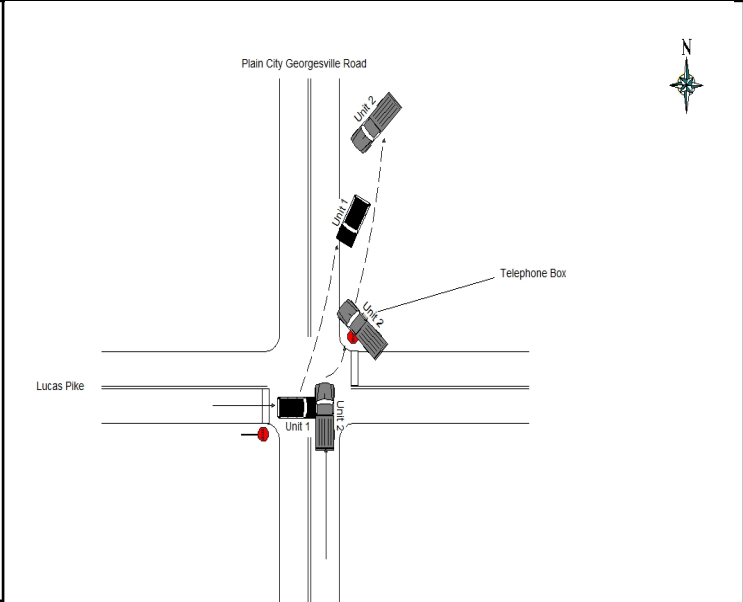 Plain City Georgesville Road
N
Unit 2
Unit 1
Telephone Box
Unit 2
Lucas Pike
Unit 1
Unit 2